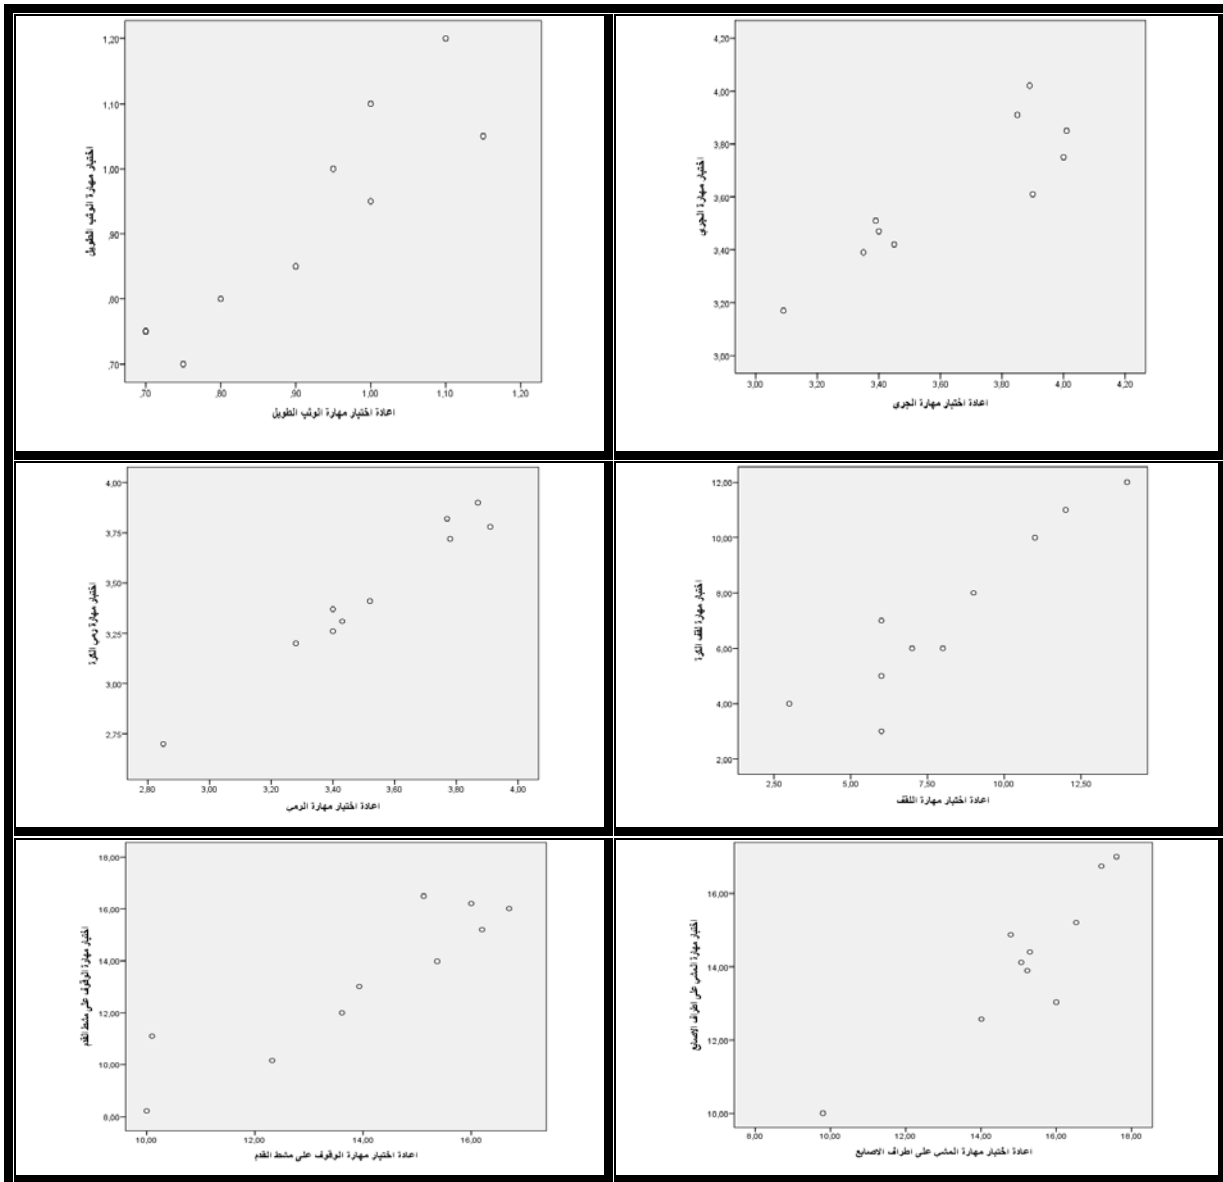 اختبار مهارة الوثب الطويل
1,20
1,10
1,00
,90
,80
,70
,70 ,80 ,90 1,00 1,10 1,20
اعادة اختبار مهارة الوثب الطويل
اختبار مهارة الجري
4,20
4,00
3,80
3,60
3,40
3,20
3,00
3,00 3,20 3,40 3,60 3,80 4,00 4,20
اعادة اختبار مهارة الجري
اختبار مهارة رمي الكرة
4,00
3,75
3,50
3,25
3,00
2,75
2,80 3,00 3,20 3,40 3,60 3,80 4,00
اعادة اختبار مهارة الرمي
اختبار مهارة لقف الكرة
12,00
10,00
8,00
6,00
4,00
2,00
2,50 5,00 7,50 10,00 12,50
اعادة اختبار مهارة اللقف
اختبار مهارة الوقوف على مشط القدم
18,00
16,00
14,00
12,00
10,00
8,00
10,00 12,00 14,00 16,00
اعادة اختبار مهارة الوقوف على مشط القدم
اختبار مهارة المشي على اطراف الاصابع
16,00
14,00
12,00
10,00
8,00 10,00 12,00 14,00 16,00 18,00
اعادة اختبار مهارة المشي على اطراف الاصابع